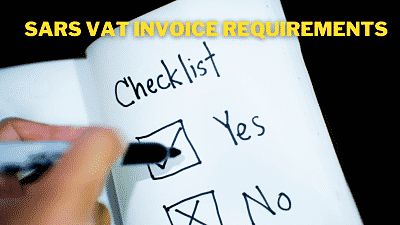 SARS VAT INVOICE REQUIREMENTS
Checklist
Yes
No